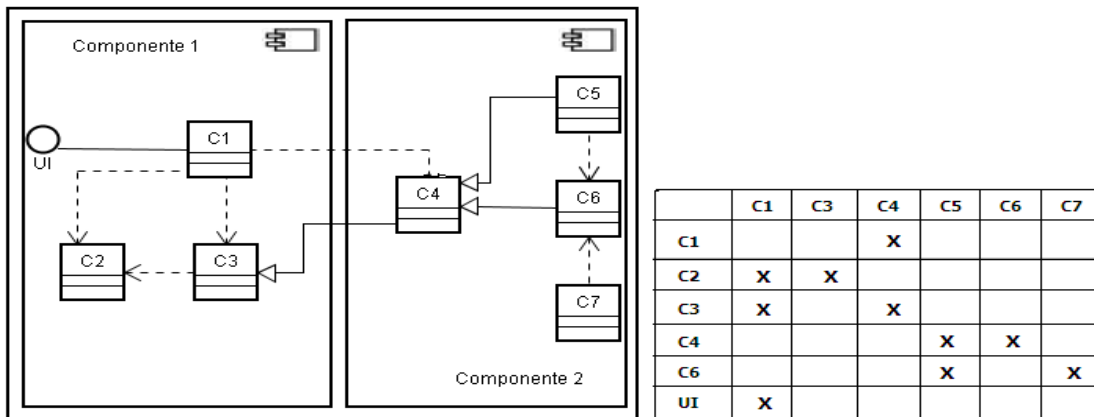 Componente 1
C1
UI
C2
C3
C5
C4
C6
C7
Componente 2
C1 C3 C4 C5 C6 C7
C1 X
C2 X X
C3 X X
C4 X X
C6 X X
UI X